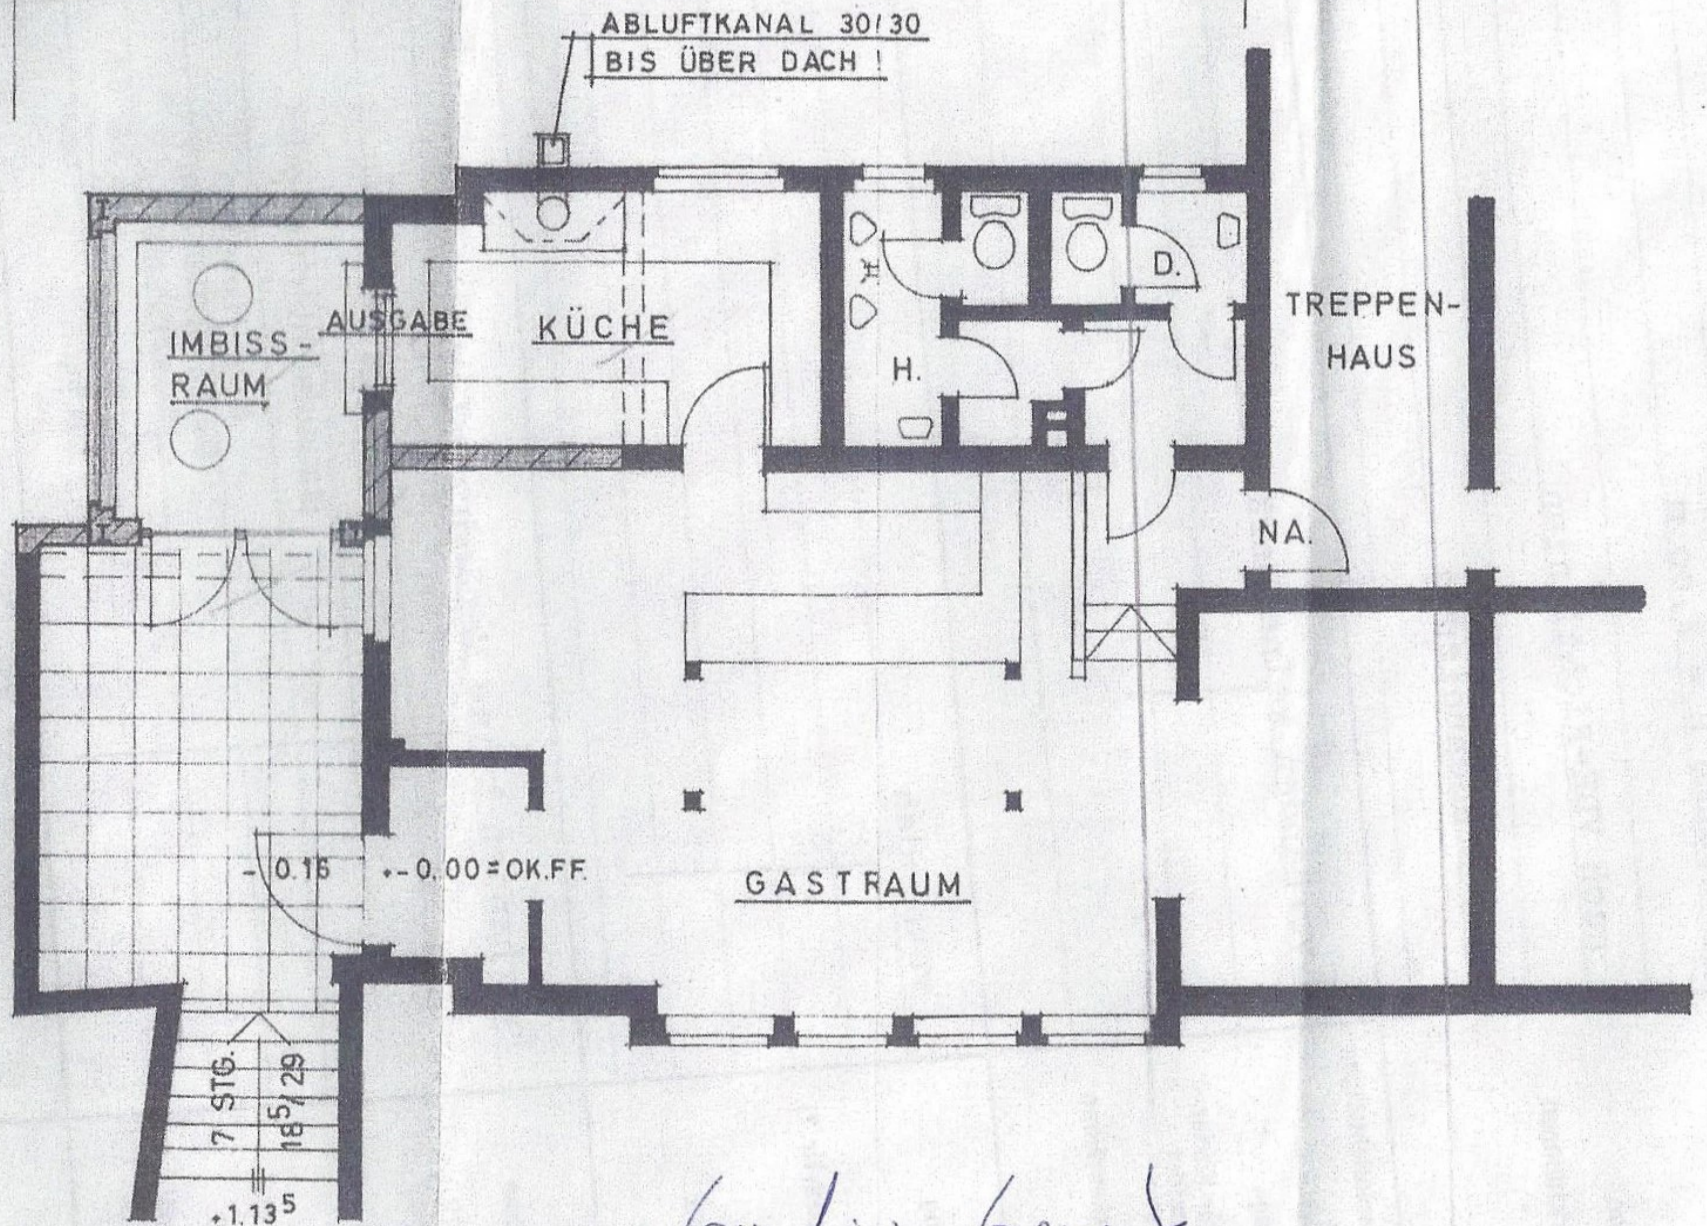 ABLUFTKANAL 30/30
BIS ÜBER DACH !
IMBISS-
RAUM
AUSGABE
KÜCHE
H.
D.
TREPPEN-
HAUS
NA.
- 0.16
+-0.00=OK.FF.
GASTRAUM
7 STG.
18⁵/29
+1.13⁵